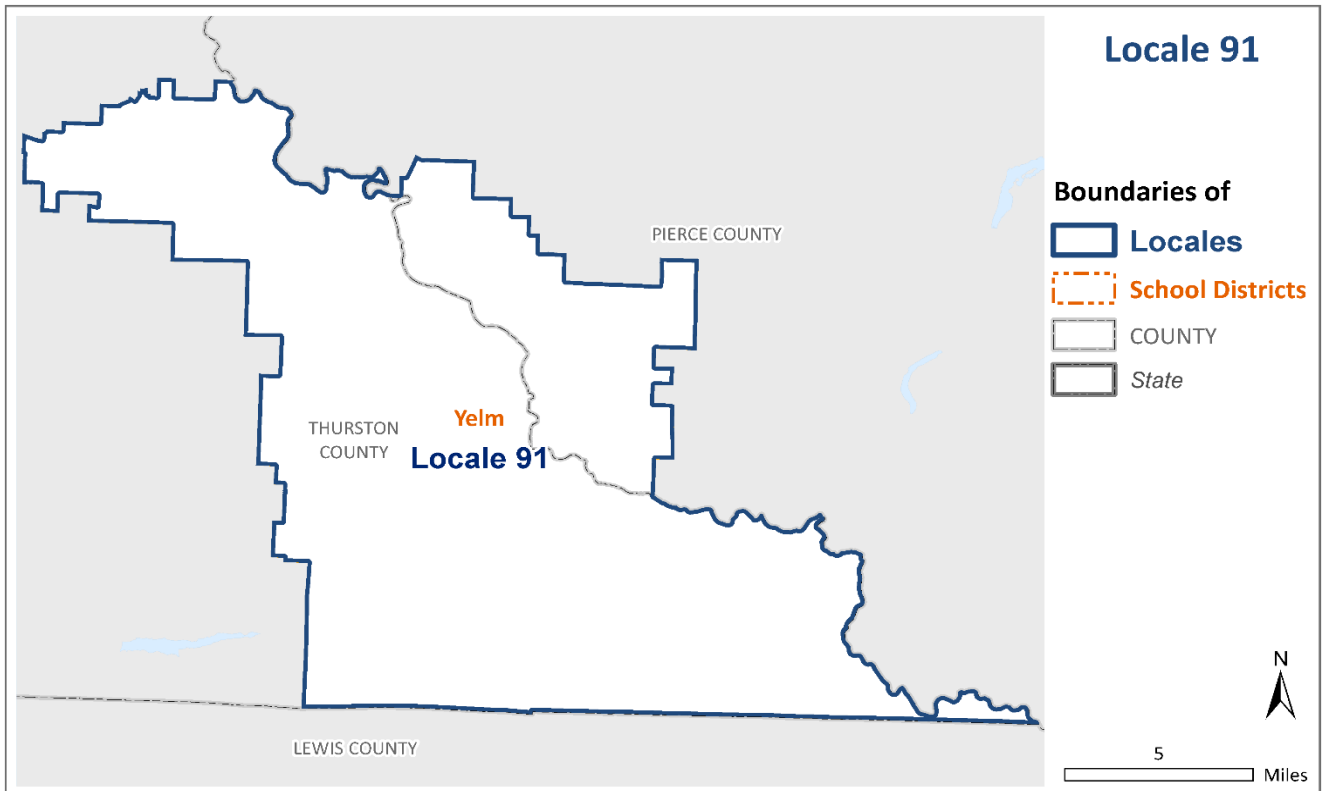 Locale 91
Boundaries of
Locales
School Districts
COUNTY
State
PIERCE COUNTY
THURSTON
COUNTY
Yelm
Locale 91
LEWIS COUNTY
N
5
Miles